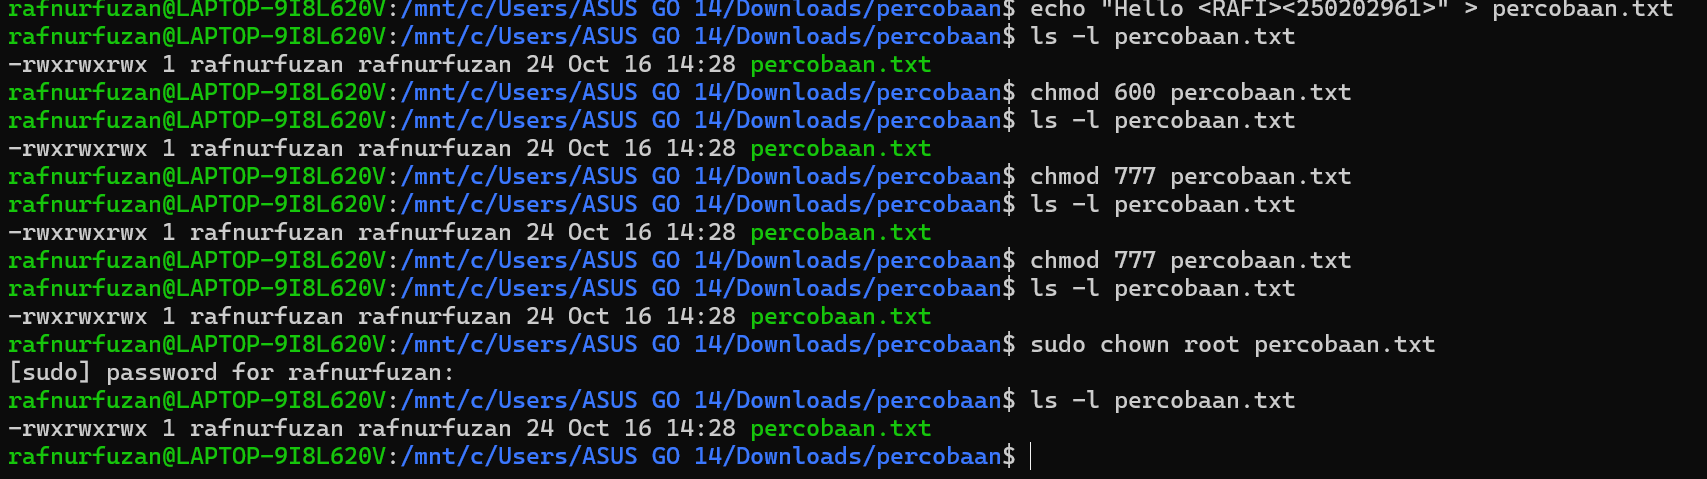 rafnurfuzan@LAPTOP-9I8L620V:/mnt/c/Users/ASUS GO 14/Downloads/percobaan$ echo "Hello <RAFI><250202961>" > percobaan.txt
rafnurfuzan@LAPTOP-9I8L620V:/mnt/c/Users/ASUS GO 14/Downloads/percobaan$ ls -l percobaan.txt
-rwxrwxrwx 1 rafnurfuzan rafnurfuzan 24 Oct 16 14:28 percobaan.txt
rafnurfuzan@LAPTOP-9I8L620V:/mnt/c/Users/ASUS GO 14/Downloads/percobaan$ chmod 600 percobaan.txt
rafnurfuzan@LAPTOP-9I8L620V:/mnt/c/Users/ASUS GO 14/Downloads/percobaan$ ls -l percobaan.txt
-rwxrwxrwx 1 rafnurfuzan rafnurfuzan 24 Oct 16 14:28 percobaan.txt
rafnurfuzan@LAPTOP-9I8L620V:/mnt/c/Users/ASUS GO 14/Downloads/percobaan$ chmod 777 percobaan.txt
rafnurfuzan@LAPTOP-9I8L620V:/mnt/c/Users/ASUS GO 14/Downloads/percobaan$ ls -l percobaan.txt
-rwxrwxrwx 1 rafnurfuzan rafnurfuzan 24 Oct 16 14:28 percobaan.txt
rafnurfuzan@LAPTOP-9I8L620V:/mnt/c/Users/ASUS GO 14/Downloads/percobaan$ chmod 777 percobaan.txt
rafnurfuzan@LAPTOP-9I8L620V:/mnt/c/Users/ASUS GO 14/Downloads/percobaan$ ls -l percobaan.txt
-rwxrwxrwx 1 rafnurfuzan rafnurfuzan 24 Oct 16 14:28 percobaan.txt
rafnurfuzan@LAPTOP-9I8L620V:/mnt/c/Users/ASUS GO 14/Downloads/percobaan$ sudo chown root percobaan.txt
[sudo] password for rafnurfuzan:
rafnurfuzan@LAPTOP-9I8L620V:/mnt/c/Users/ASUS GO 14/Downloads/percobaan$ ls -l percobaan.txt
-rwxrwxrwx 1 rafnurfuzan rafnurfuzan 24 Oct 16 14:28 percobaan.txt
rafnurfuzan@LAPTOP-9I8L620V:/mnt/c/Users/ASUS GO 14/Downloads/percobaan$